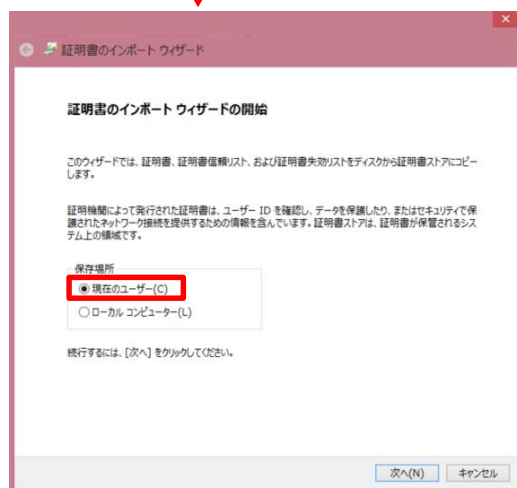 証明書のインポート ウィザード
証明書のインポート ウィザードの開始
このウィザードでは、証明書、証明書信頼リスト、および証明書失効リストをディスクから証明書ストアにコピー
します。
証明機関によって発行された証明書は、ユーザー ID を確認し、データを保護したり、またはセキュリティで保
護されたネットワーク接続を提供するための情報を含んでいます。証明書ストアは、証明書が保管されるシス
テム上の領域です。
保存場所
現在のユーザー(C)
ローカル コンピューター(L)
続行するには、[次へ] をクリックしてください。
次へ(N)
キャンセル